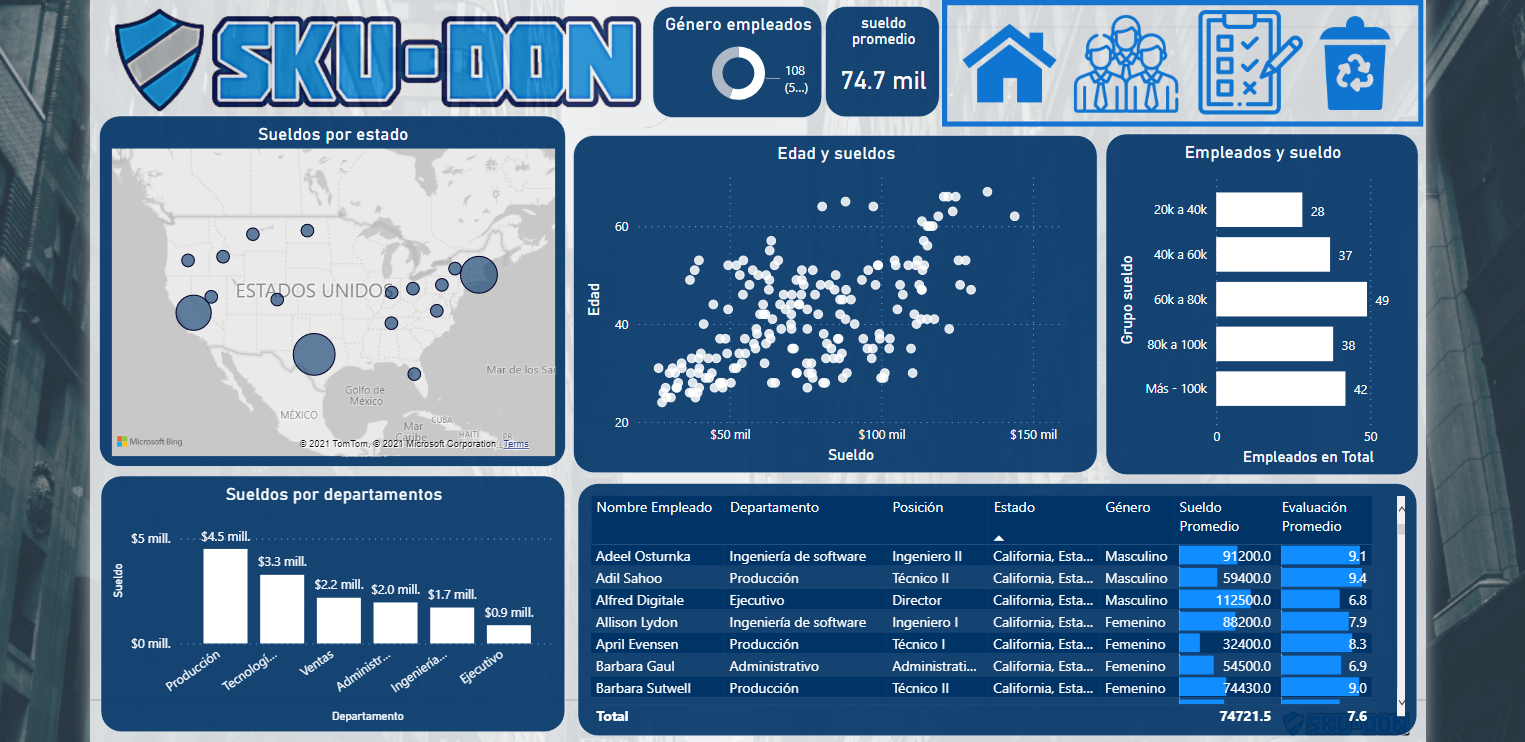 SKU-DON
Género empleados
108
(5...)
sueldo
promedio
74.7 mil
Sueldos por estado
ESTADOS UNIDOS
MÉXICO
Golfo de
México
CUBA
HAITÍ
PR
Mar
Caribe
Mar de los Sar
Microsoft Bing
© 2021 TomTom, © 2021 Microsoft Corporation Terms
Edad y sueldos
Edad
60
40
20
$50 mil
$100 mil
$150 mil
Sueldo
Empleados y sueldo
Grupo sueldo
20k a 40k 28
40k a 60k 37
60k a 80k 49
80k a 100k 38
Más - 100k 42
0 50
Empleados en Total
Sueldos por departamentos
Sueldo
$5 mill.
$0 mill.
$4.5 mill.
$3.3 mill.
$2.2 mill.
$2.0 mill.
$1.7 mill.
$0.9 mill.
Producción
Tecnologí...
Ventas
Administr...
Ingeniería...
Ejecutivo
Departamento
Nombre Empleado Departamento Posición Estado Género Sueldo Promedio Evaluación Promedio
Adeel Osturnka Ingeniería de software Ingeniero II California, Esta... Masculino 91200.0 9.1
Adil Sahoo Producción Técnico II California, Esta... Masculino 59400.0 9.4
Alfred Digitale Ejecutivo Director California, Esta... Masculino 112500.0 6.8
Allison Lydon Ingeniería de software Ingeniero I California, Esta... Femenino 88200.0 7.9
April Evensen Producción Técnico I California, Esta... Femenino 32400.0 8.3
Barbara Gaul Administrativo Administrati... California, Esta... Femenino 54500.0 6.9
Barbara Sutwell Producción Técnico II California, Esta... Femenino 74430.0 9.0
Total 74721.5 7.6
SKU-DON